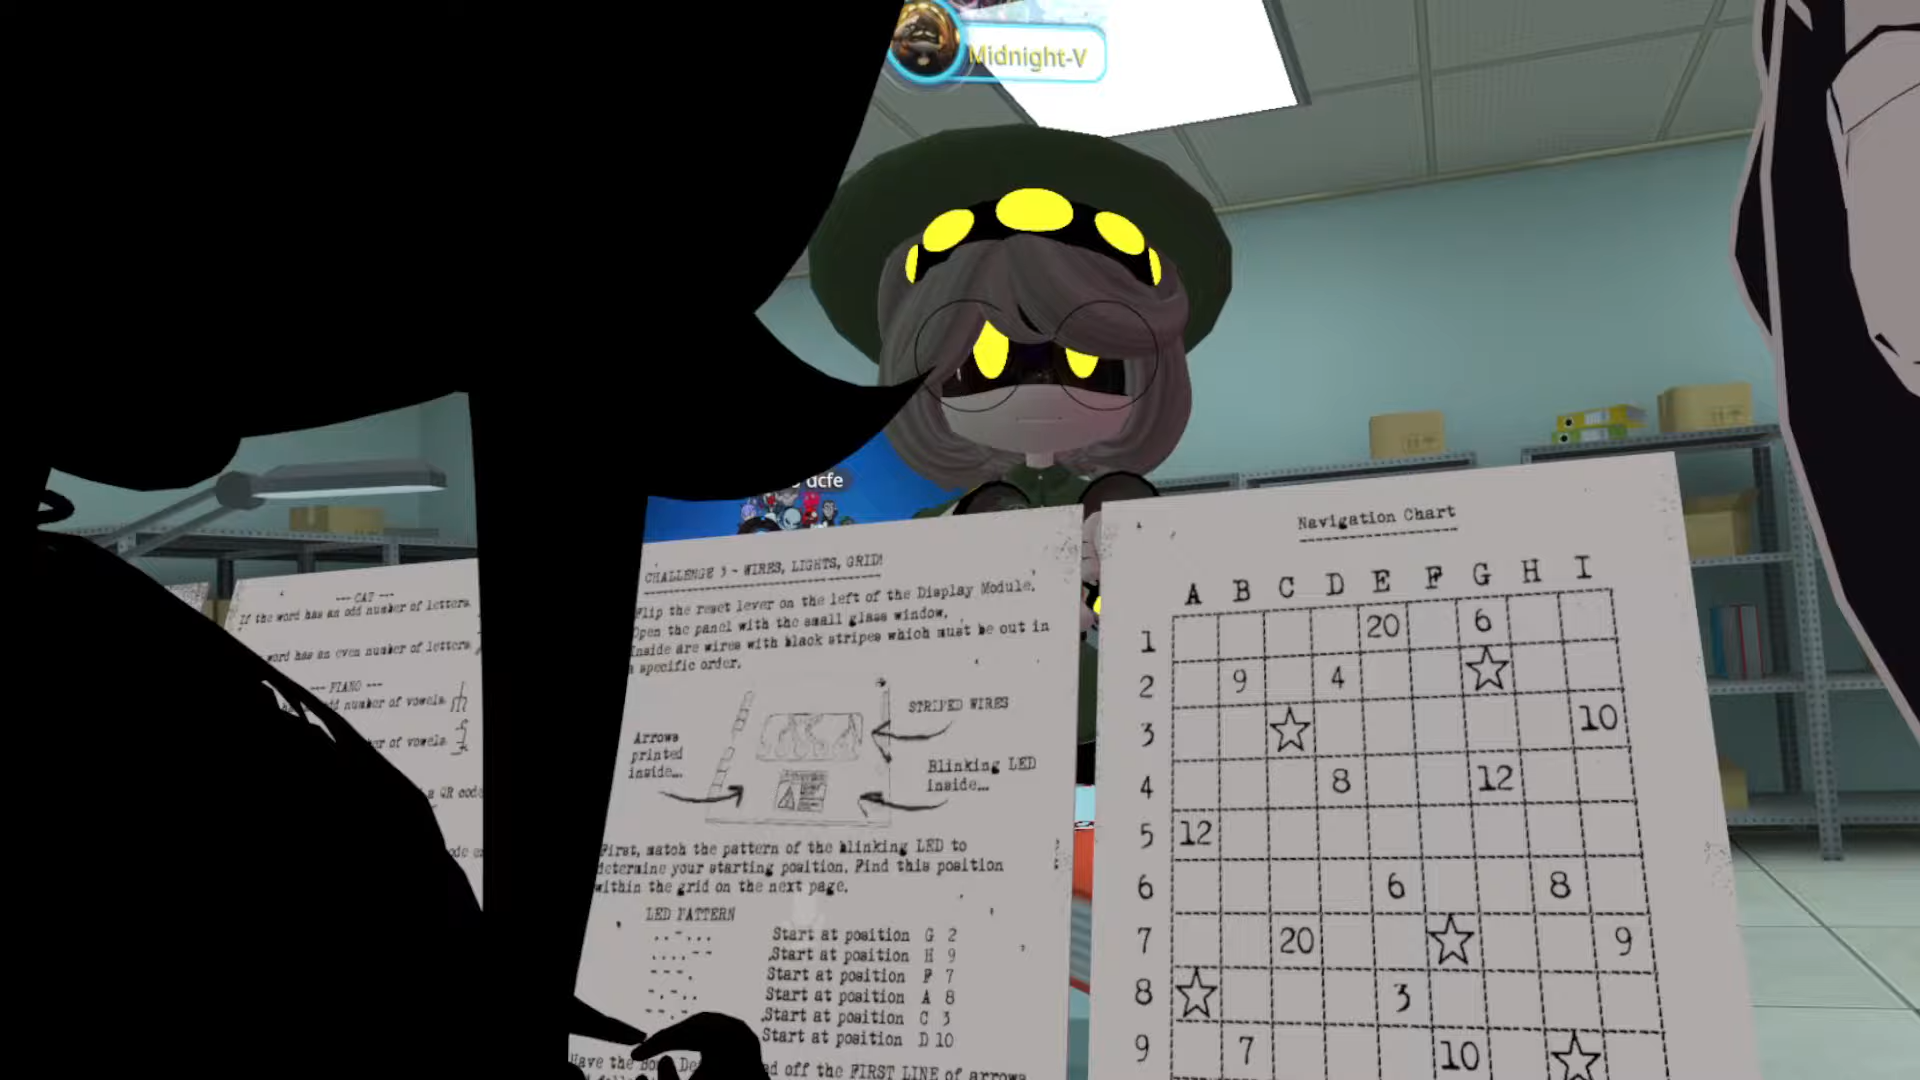 Midnight-V
dcfe
--- CAT ---
If the word has an odd number of letters
word has an even number of letters
--- PIANO ---
odd number of vowels
of vowels
a QR code
CHALLENGE 3 - WIRES, LIGHTS, GRID!
Flip the reset lever on the left of the Display Module.
Open the panel with the small glass window.
Inside are wires with black stripes which must be cut in
a specific order.
STRIPED WIRES
Arrows
printed
inside...
Blinking LED
Inside...
First, match the pattern of the blinking LED to
determine your starting position. Find this position
within the grid on the next page.
LED PATTERN
..-... Start at position G 2
....-- Start at position H 9
---. Start at position F 7
-.-.. Start at position A 8
Start at position C 3
Start at position D 10
Have the
off the FIRST LINE of arrows
Navigation Chart
A B C D E F G H I
1 20 6
2 9 4 ☆
3 ☆ 10
4 8 12
5 12
6 6 8
7 20 ☆ 9
8 ☆ 3
9 7 10 ☆